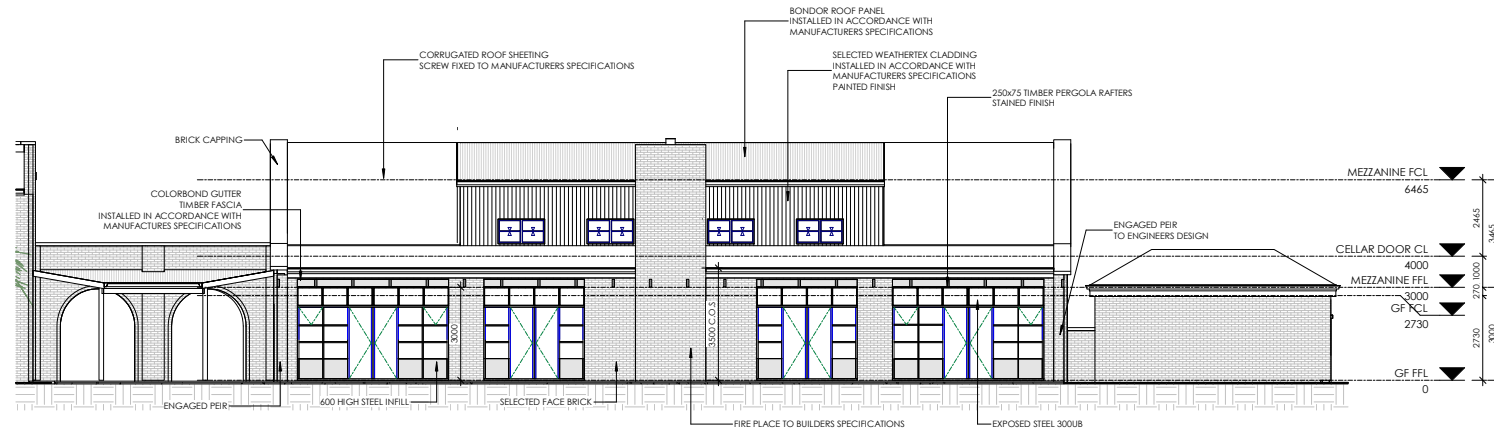 BONDOR ROOF PANEL
INSTALLED IN ACCORDANCE WITH
MANUFACTURERS SPECIFICATIONS
CORRUGATED ROOF SHEETING
SCREW FIXED TO MANUFACTURERS SPECIFICATIONS
SELECTED WEATHERTEX CLADDING
INSTALLED IN ACCORDANCE WITH
MANUFACTURERS SPECIFICATIONS
PAINTED FINISH
250x75 TIMBER PERGOLA RAFTERS
STAINED FINISH
BRICK CAPPING
MEZZANINE FCL
6465
COLORBOND GUTTER
TIMBER FASCIA
INSTALLED IN ACCORDANCE WITH
MANUFACTURES SPECIFICATIONS
ENGAGED PEIR
TO ENGINEERS DESIGN
2465
3465
CELLAR DOOR CL
4000
1000
MEZZANINE FFL
3000
270
GF FCL
2730
3000
3500 C.O.S
2730
3000
GF FFL
0
ENGAGED PEIR
600 HIGH STEEL INFILL
SELECTED FACE BRICK
FIRE PLACE TO BUILDERS SPECIFICATIONS
EXPOSED STEEL 300UB